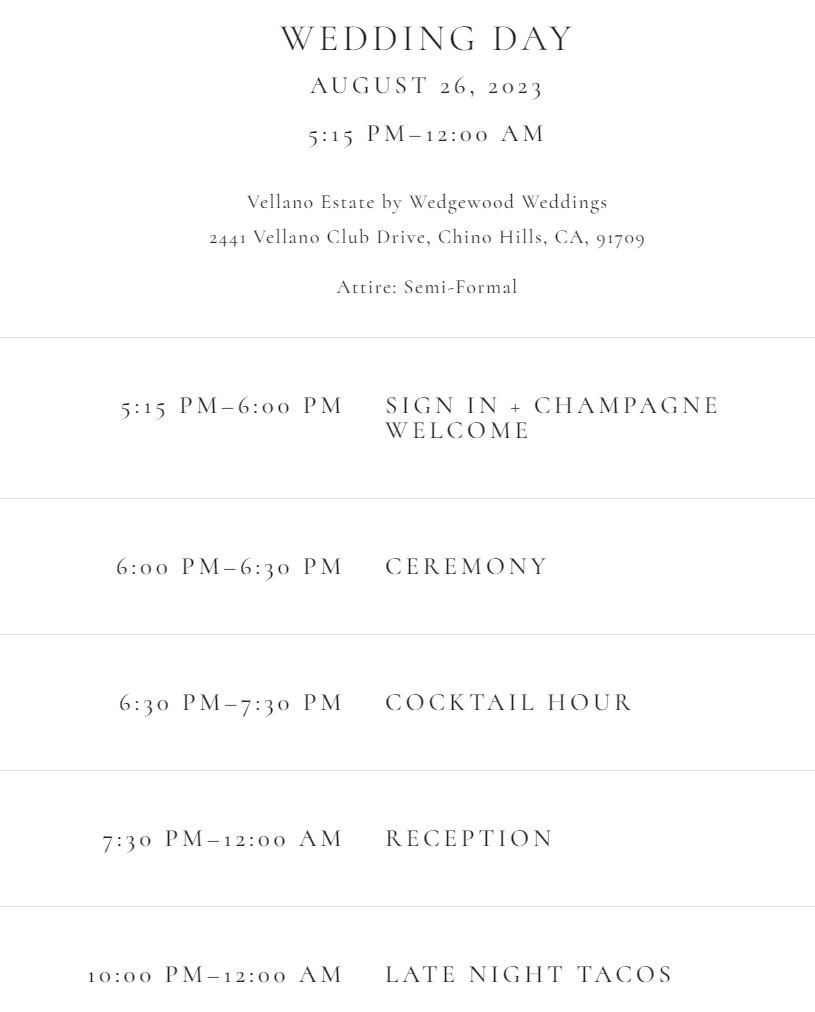 WEDDING DAY
AUGUST 26, 2023
5:15 PM–12:00 AM
Vellano Estate by Wedgewood Weddings
2441 Vellano Club Drive, Chino Hills, CA, 91709
Attire: Semi-Formal
5:15 PM–6:00 PM SIGN IN + CHAMPAGNE
WELCOME
6:00 PM–6:30 PM CEREMONY
6:30 PM–7:30 PM COCKTAIL HOUR
7:30 PM–12:00 AM RECEPTION
10:00 PM–12:00 AM LATE NIGHT TACOS